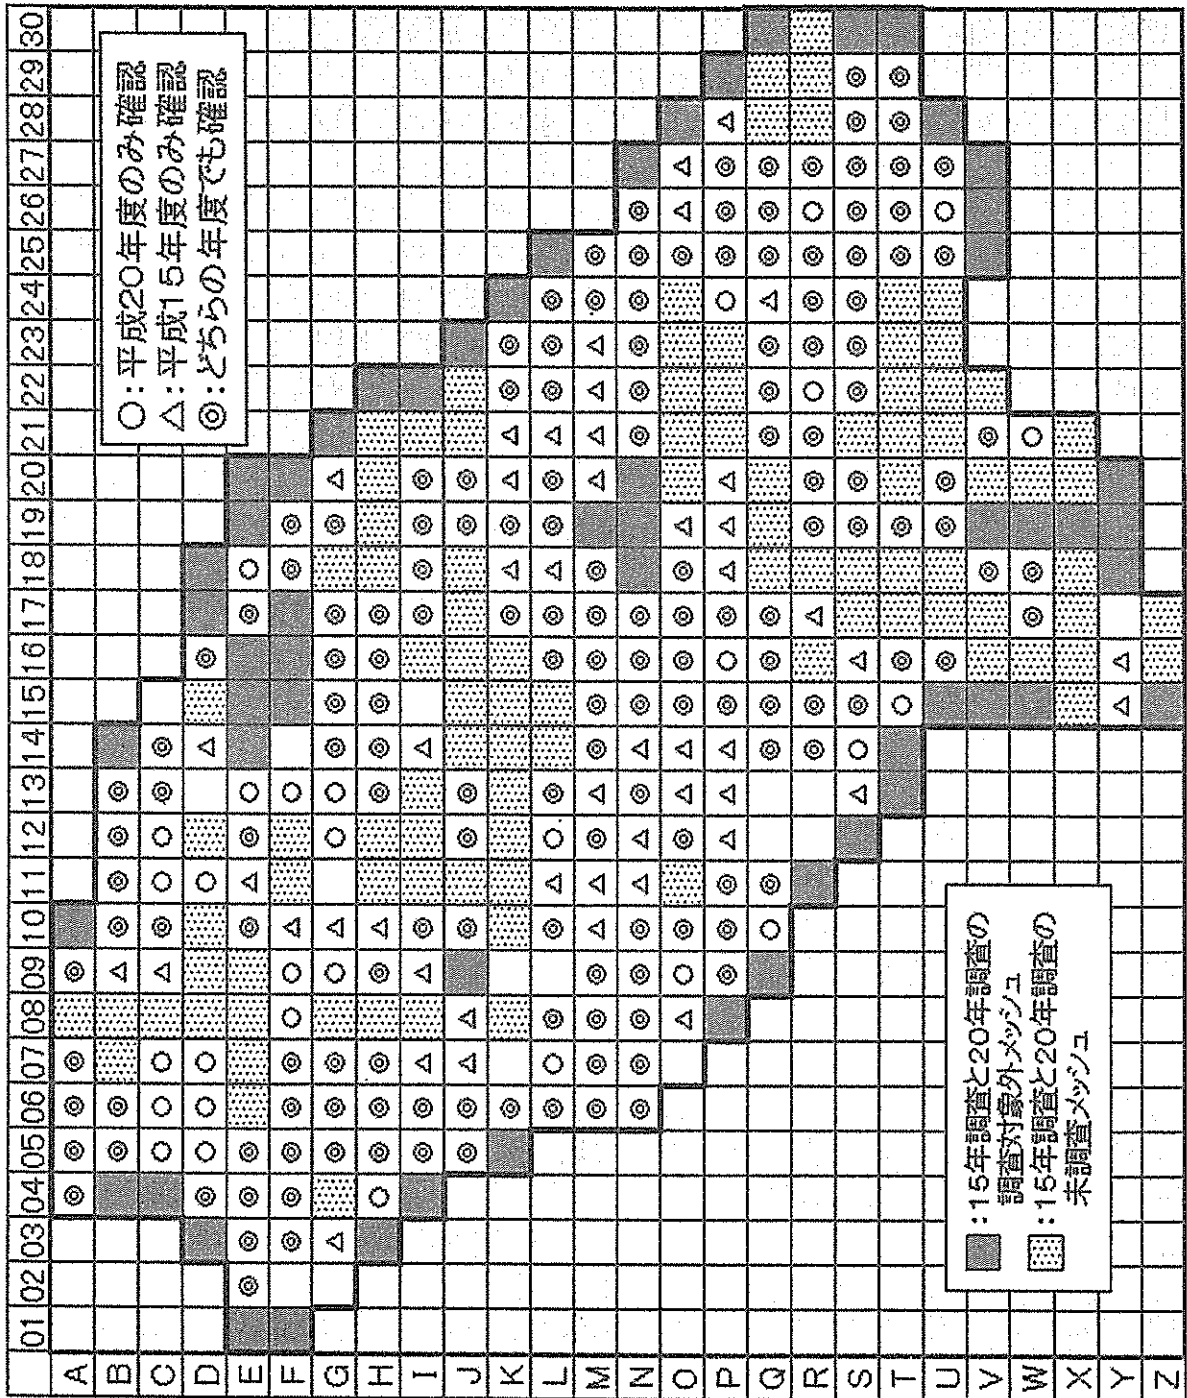 01 02 03 04 05 06 07 08 09 10 11 12 13 14 15 16 17 18 19 20 21 22 23 24 25 26 27 28 29 30
○:平成20年度のみ確認
△:平成15年度のみ確認
◎:どちらの年度でも確認
A ◎ ◎ ◎ ◎ ◎
B ◎ ◎ △ ◎ ◎ ◎ ◎
C ○ ○ ○ △ ◎ ○ ○ ◎ ◎
D ◎ ○ ○ ○ ○ △ ◎
E ◎ ◎ ◎ ◎ ◎ △ ◎ ○ ◎ ○
F ◎ ◎ ◎ ◎ ◎ ○ ○ △ ○ ◎ ◎
G △ ◎ ◎ ◎ ○ △ ○ ○ ◎ ◎ ◎ ◎ ◎ △
H ○ ◎ ◎ ◎ ◎ △ ◎ ◎ ◎ ◎ ◎
I ◎ ◎ △ △ ◎ △ ◎ ◎ ◎ ◎
J ◎ ◎ △ △ ◎ ◎ ◎ ◎ ◎
K ◎ ◎ △ ◎ △ △ ◎ ◎
L ◎ ○ ◎ ◎ △ ○ ◎ ◎ ◎ △ ◎ ◎ △ ◎ ◎ ◎
M ◎ ◎ ◎ ◎ △ △ ◎ △ ◎ ◎ ◎ ◎ ◎ △ △ △ △ ◎ ◎
N ◎ ◎ ◎ ◎ ◎ △ △ ◎ △ ◎ ◎ ◎ ◎ ◎ ◎ ◎ ◎ ◎
O △ ○ ◎ ◎ △ △ ◎ ◎ ◎ ◎ △ ◎ △ △
P ◎ ◎ ◎ △ △ △ ◎ ○ ◎ △ △ △ ○ ◎ ◎ ◎ △
Q ○ ◎ ◎ ◎ ◎ ◎ ◎ ◎ ◎ △ ◎ ◎ ◎
R ◎ ◎ △ ◎ ◎ ◎ ○ ◎ ◎ ◎ ○ ◎
S △ ○ ◎ △ ◎ ◎ ◎ ◎ ◎ ◎ ◎ ◎ ◎ ◎
T ○ ◎ ◎ ◎ ◎ ◎ ◎ ◎
U ◎ ◎ ◎ ◎ ○ ◎
V ◎ ◎
W ◎ ◎ ○
X
Y △ △
Z
:15年調査と20年調査の
調査対象外メッシュ
:15年調査と20年調査の
未調査メッシュ